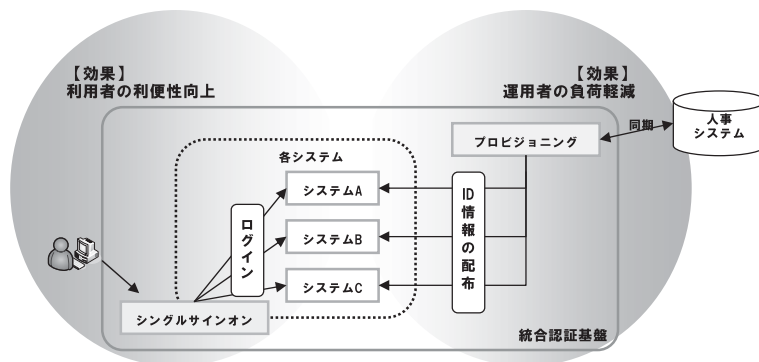 【効果】
利用者の利便性向上
【効果】
運用者の負荷軽減
人事
システム
同期
プロビジョニング
各システム
システムA
システムB
システムC
ログイン
ID情報の配布
シングルサインオン
統合認証基盤